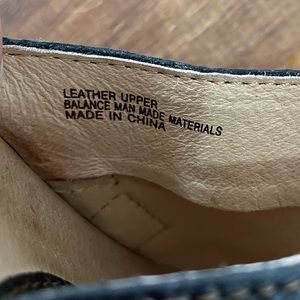 LEATHER UPPER
BALANCE MAN MADE MATERIALS
MADE IN CHINA